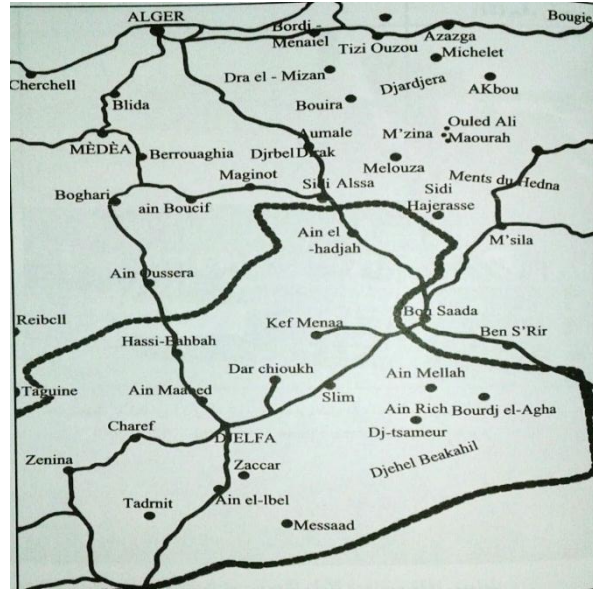 ALGER
Bordj -
Menaiel
Azazga
Bougie
Tizi Ouzou
Michelet
Dra el - Mizan
Djardjera
AKbou
Cherchell
Blida
Bouira
Ouled Ali
Aumale
M'zina
Maourah
MÈDÈA
Berrouaghia
Djrbel Dirak
Melouza
Maginot
Sidi AIssa
Ments du Hedna
Boghari
ain Boucif
Sidi
Hajerasse
Ain el
-hadjah
M'sila
Ain Oussera
Reibcll
Kef Menaa
Bou Saada
Ben S'Rir
Hassi-Bahbah
Dar chioukh
Ain Mellah
Taguine
Ain Maabed
Slim
Ain Rich
Bourdj el-Agha
Charef
DJELFA
Dj-tsameur
Zenina
Zaccar
Djehel Beakahil
Tadrnit
Ain el-lbel
Messaad